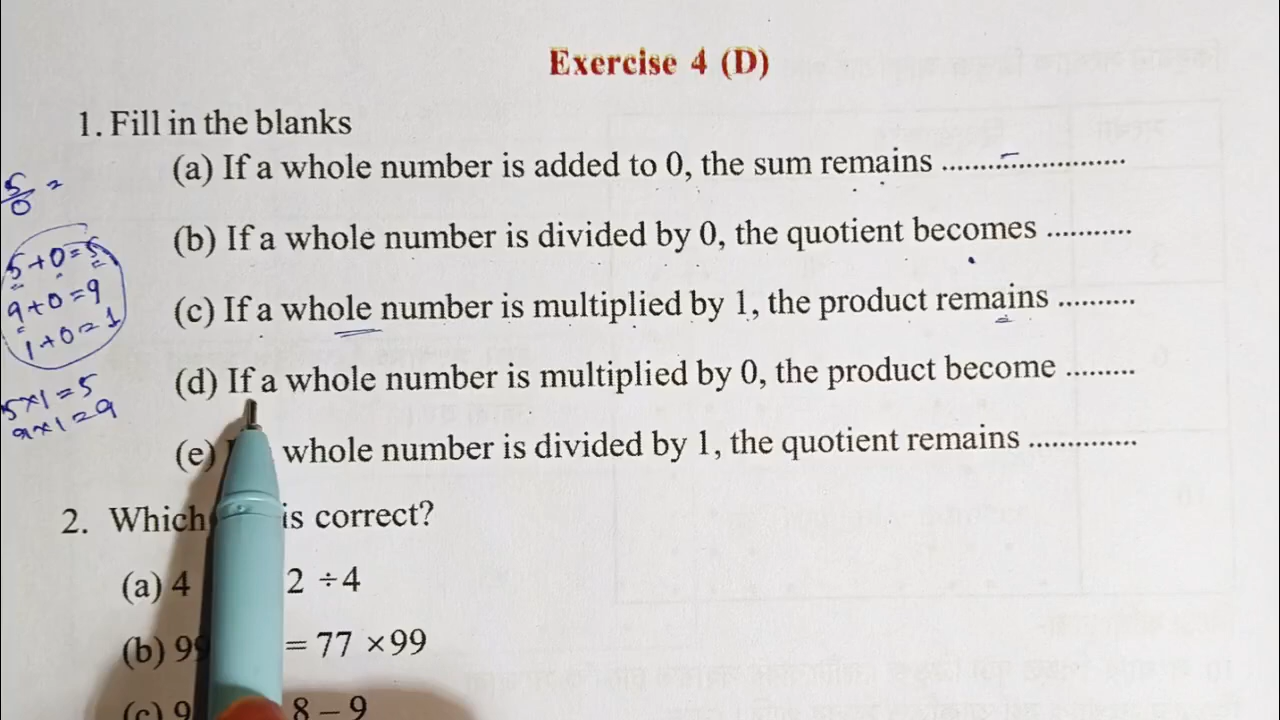 Exercise 4 (D)
1. Fill in the blanks
(a) If a whole number is added to 0, the sum remains ..........................
(b) If a whole number is divided by 0, the quotient becomes ...........
(c) If a whole number is multiplied by 1, the product remains ..........
(d) If a whole number is multiplied by 0, the product become .........
(e) whole number is divided by 1, the quotient remains ..............
2. Which is correct?
(a) 4 2 ÷4
(b) 99 = 77 ×99
(c) 9 8 – 9
5/0 =
5+0=5
9+0=9
1+0=1
5×1=5
9×1=9